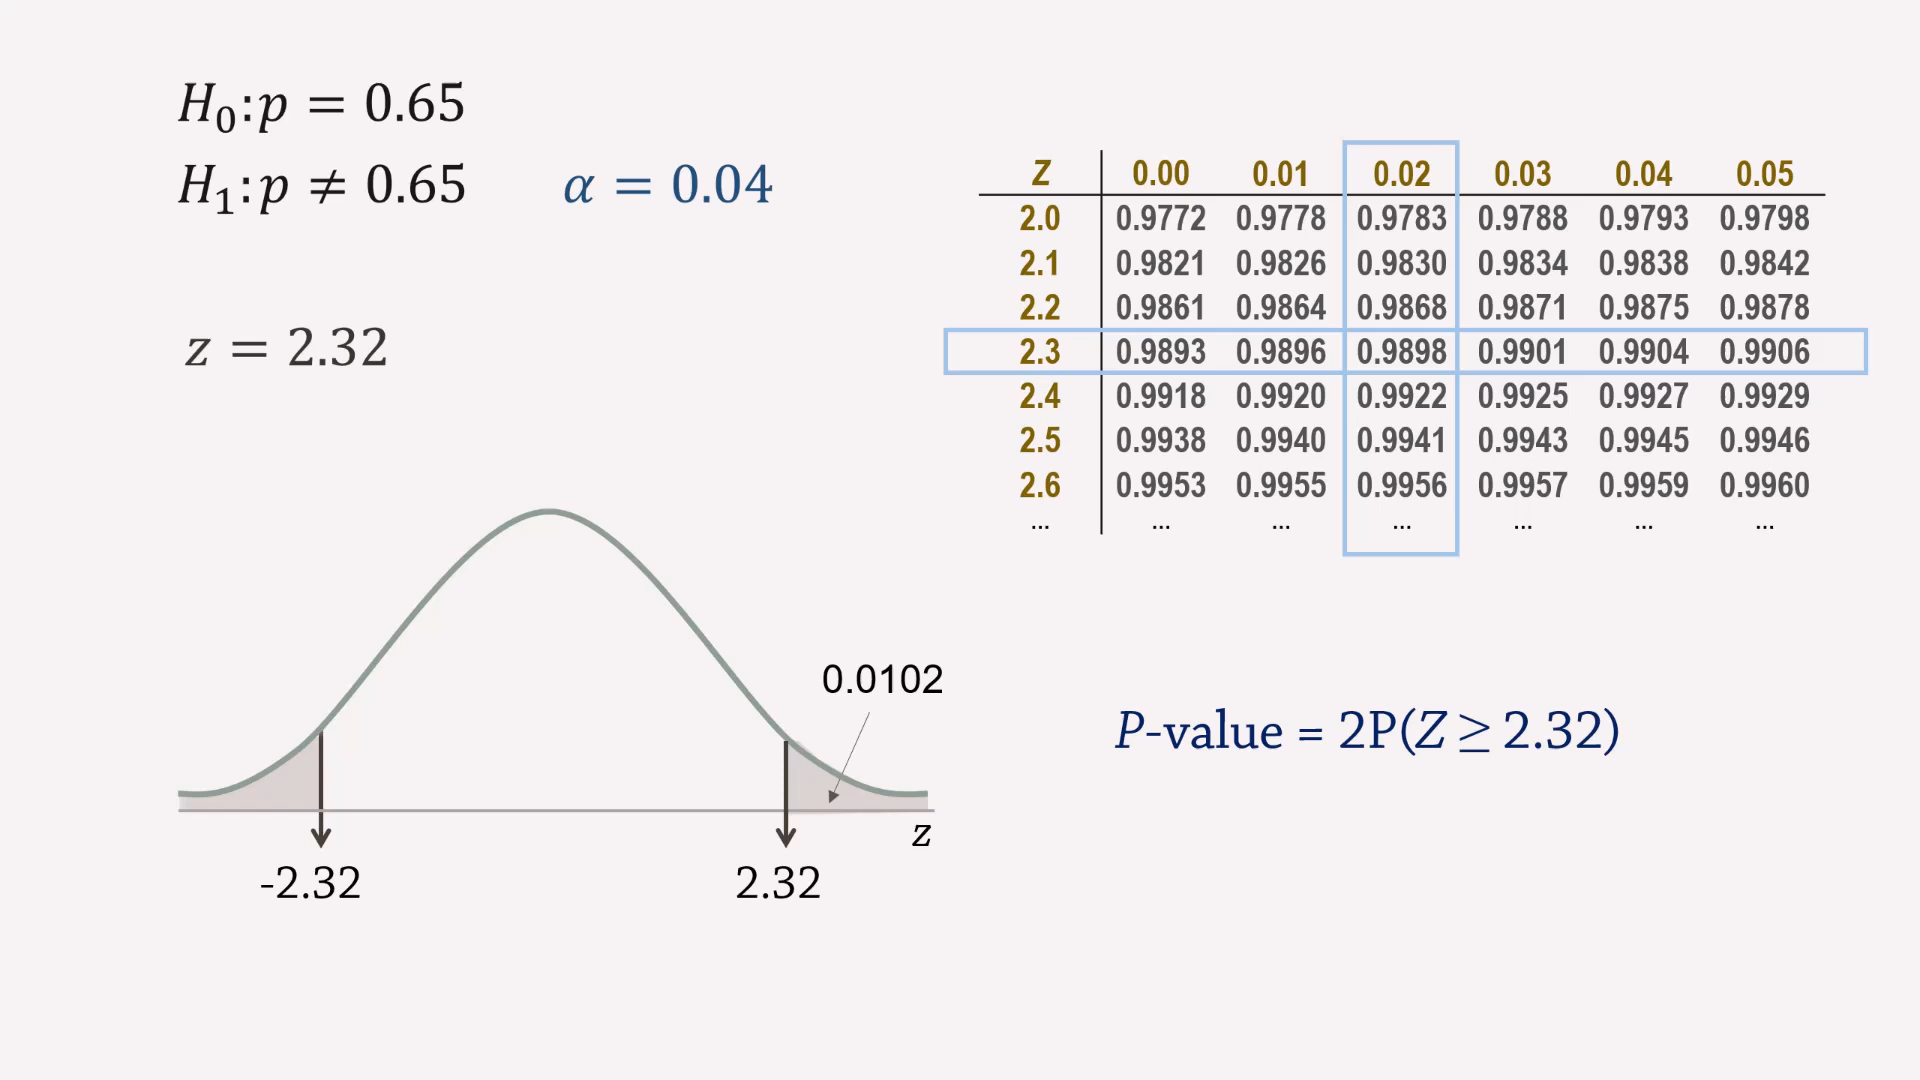 H₀: p = 0.65
H₁: p ≠ 0.65 α = 0.04
z = 2.32
Z 0.00 0.01 0.02 0.03 0.04 0.05
2.0 0.9772 0.9778 0.9783 0.9788 0.9793 0.9798
2.1 0.9821 0.9826 0.9830 0.9834 0.9838 0.9842
2.2 0.9861 0.9864 0.9868 0.9871 0.9875 0.9878
2.3 0.9893 0.9896 0.9898 0.9901 0.9904 0.9906
2.4 0.9918 0.9920 0.9922 0.9925 0.9927 0.9929
2.5 0.9938 0.9940 0.9941 0.9943 0.9945 0.9946
2.6 0.9953 0.9955 0.9956 0.9957 0.9959 0.9960
... ... ... ... ... ... ...
0.0102
z
-2.32 2.32
P-value = 2P(Z ≥ 2.32)